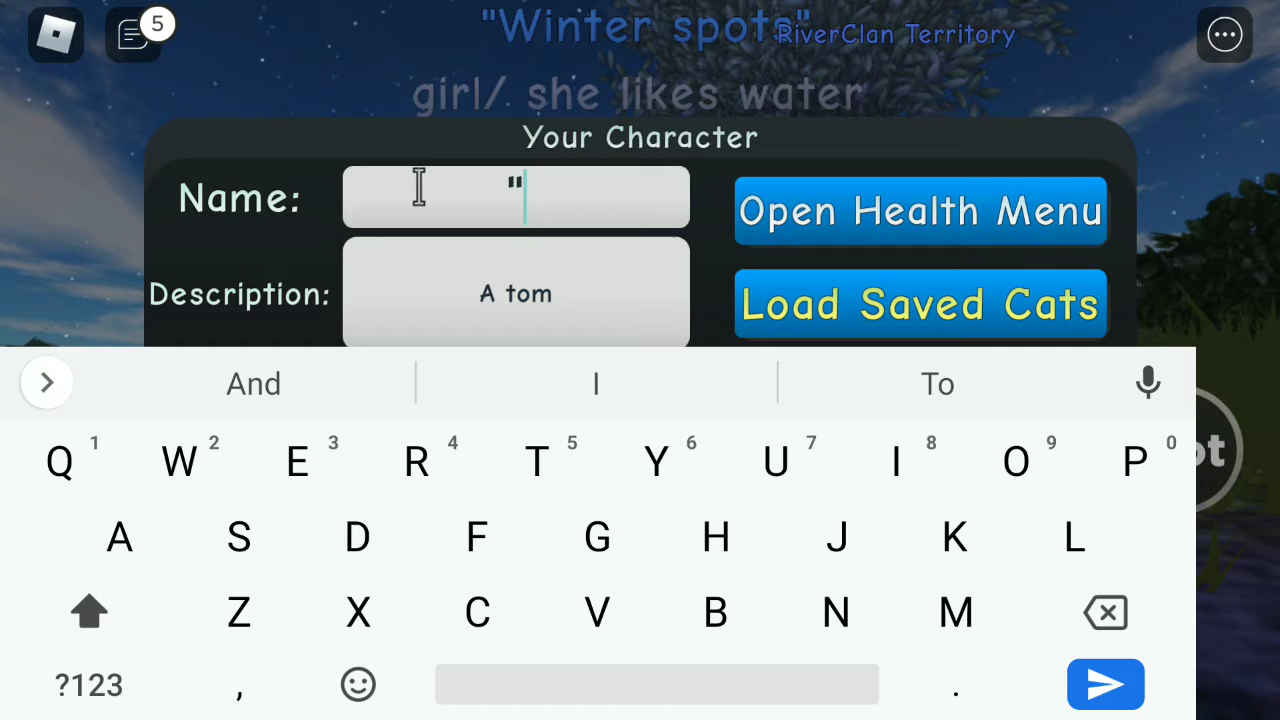 5
"Winter spots"
RiverClan Territory
girl/. she likes water
Your Character
Name: "
Open Health Menu
Description: A tom
Load Saved Cats
And I To
Q 1 W 2 E 3 R 4 T 5 Y 6 U 7 I 8 O 9 P 0
ot
A S D F G H J K L
Z X C V B N M
?123 , .